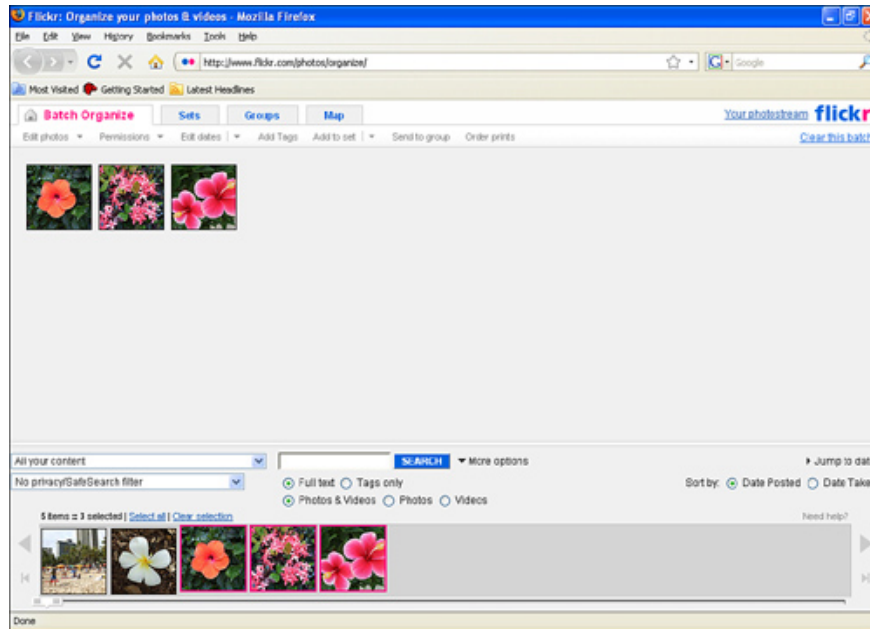 Flickr: Organize your photos & videos - Mozilla Firefox
File Edit View History Bookmarks Tools Help
http://www.flickr.com/photos/organize/ Google
Most Visited Getting Started Latest Headlines
Batch Organize Sets Groups Map Your photostream flickr
Edit photos Permissions Edit dates Add Tags Add to set Send to group Order prints Clear this batch
All your content SEARCH More options Jump to dat
No privacy/SafeSearch filter Full text Tags only Sort by: Date Posted Date Take
Photos & Videos Photos Videos
5 items :: 3 selected | Select all | Clear selection Need help?
Done